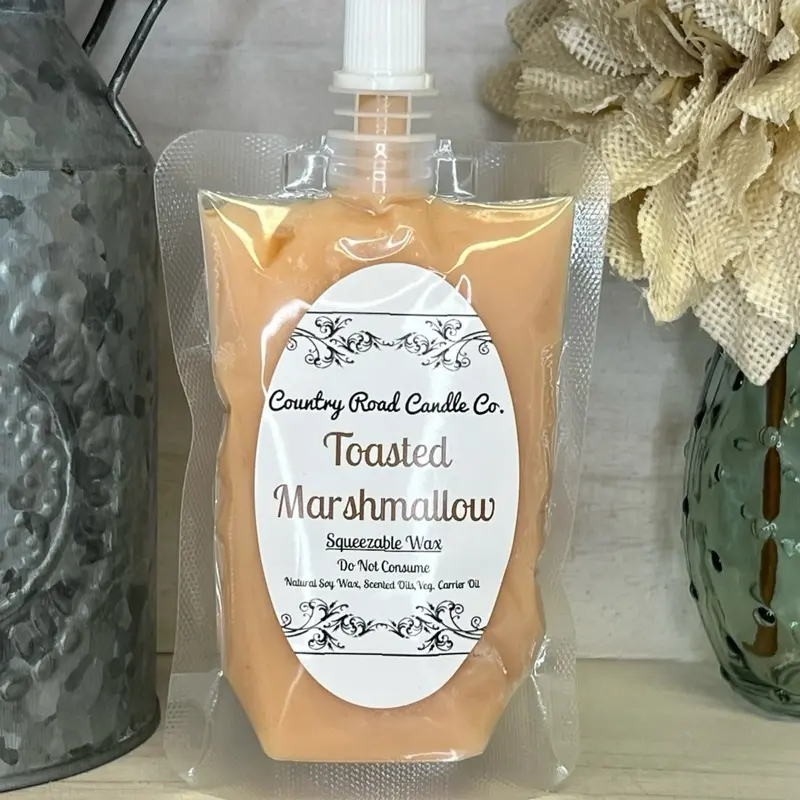 Country Road Candle Co.
Toasted
Marshmallow
Squeezable Wax
Do Not Consume
Natural Soy Wax, Scented Oils, Veg. Carrier Oil